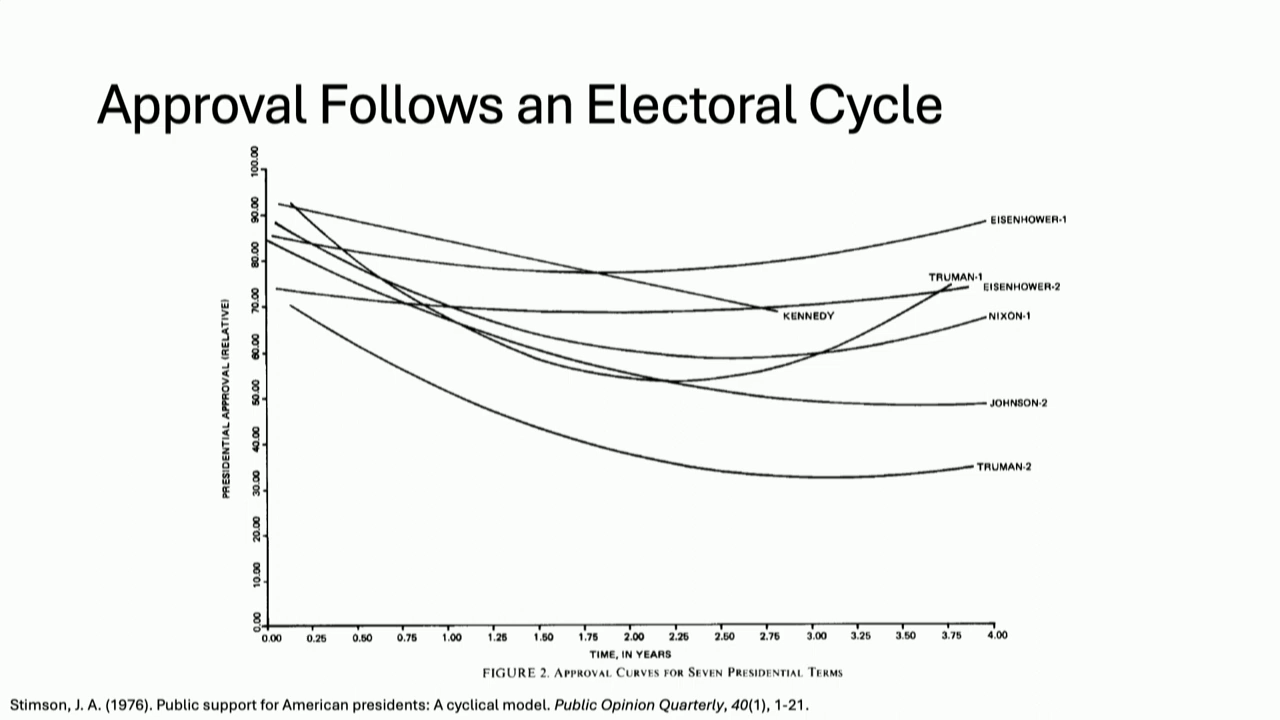 Approval Follows an Electoral Cycle
PRESIDENTIAL APPROVAL (RELATIVE)
100.00
90.00
80.00
70.00
60.00
50.00
40.00
30.00
20.00
10.00
0.00
EISENHOWER-1
TRUMAN-1
EISENHOWER-2
KENNEDY
NIXON-1
JOHNSON-2
TRUMAN-2
0.00 0.25 0.50 0.75 1.00 1.25 1.50 1.75 2.00 2.25 2.50 2.75 3.00 3.25 3.50 3.75 4.00
TIME, IN YEARS
FIGURE 2. APPROVAL CURVES FOR SEVEN PRESIDENTIAL TERMS
Stimson, J. A. (1976). Public support for American presidents: A cyclical model. Public Opinion Quarterly, 40(1), 1-21.